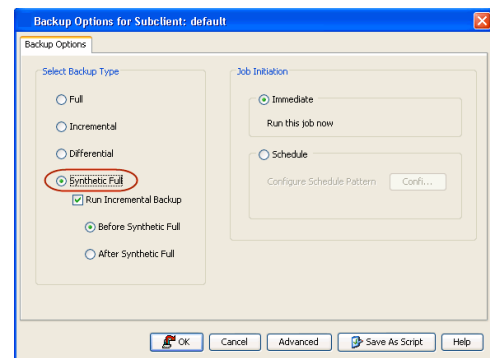 Backup Options for Subclient: default
Backup Options
Select Backup Type
Full
Incremental
Differential
Synthetic Full
Run Incremental Backup
Before Synthetic Full
After Synthetic Full
Job Initiation
Immediate
Run this job now
Schedule
Configure Schedule Pattern
Confi...
OK
Cancel
Advanced
Save As Script
Help